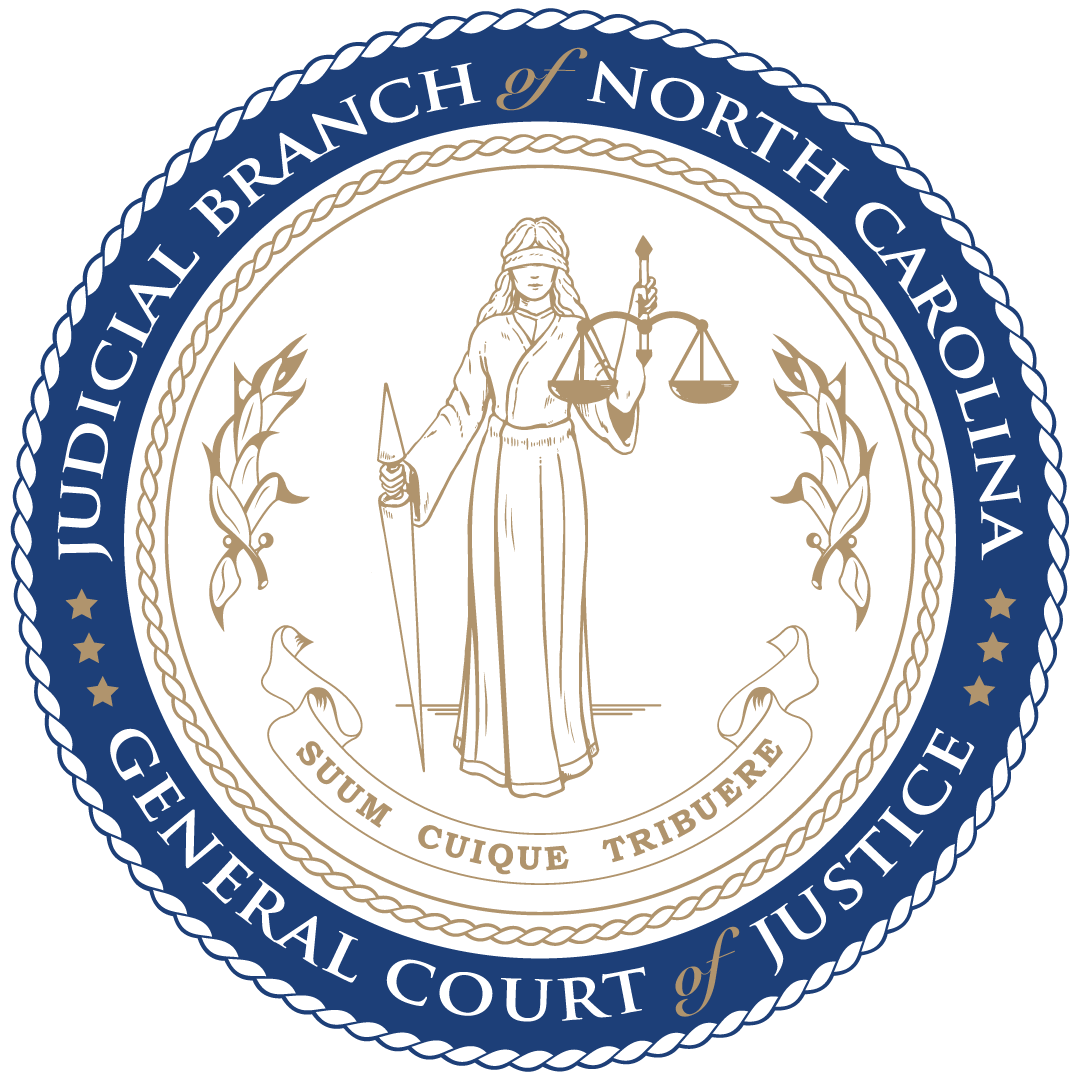 JUDICIAL BRANCH of NORTH CAROLINA
SUUM CUIQUE TRIBUERE
GENERAL COURT of JUSTICE